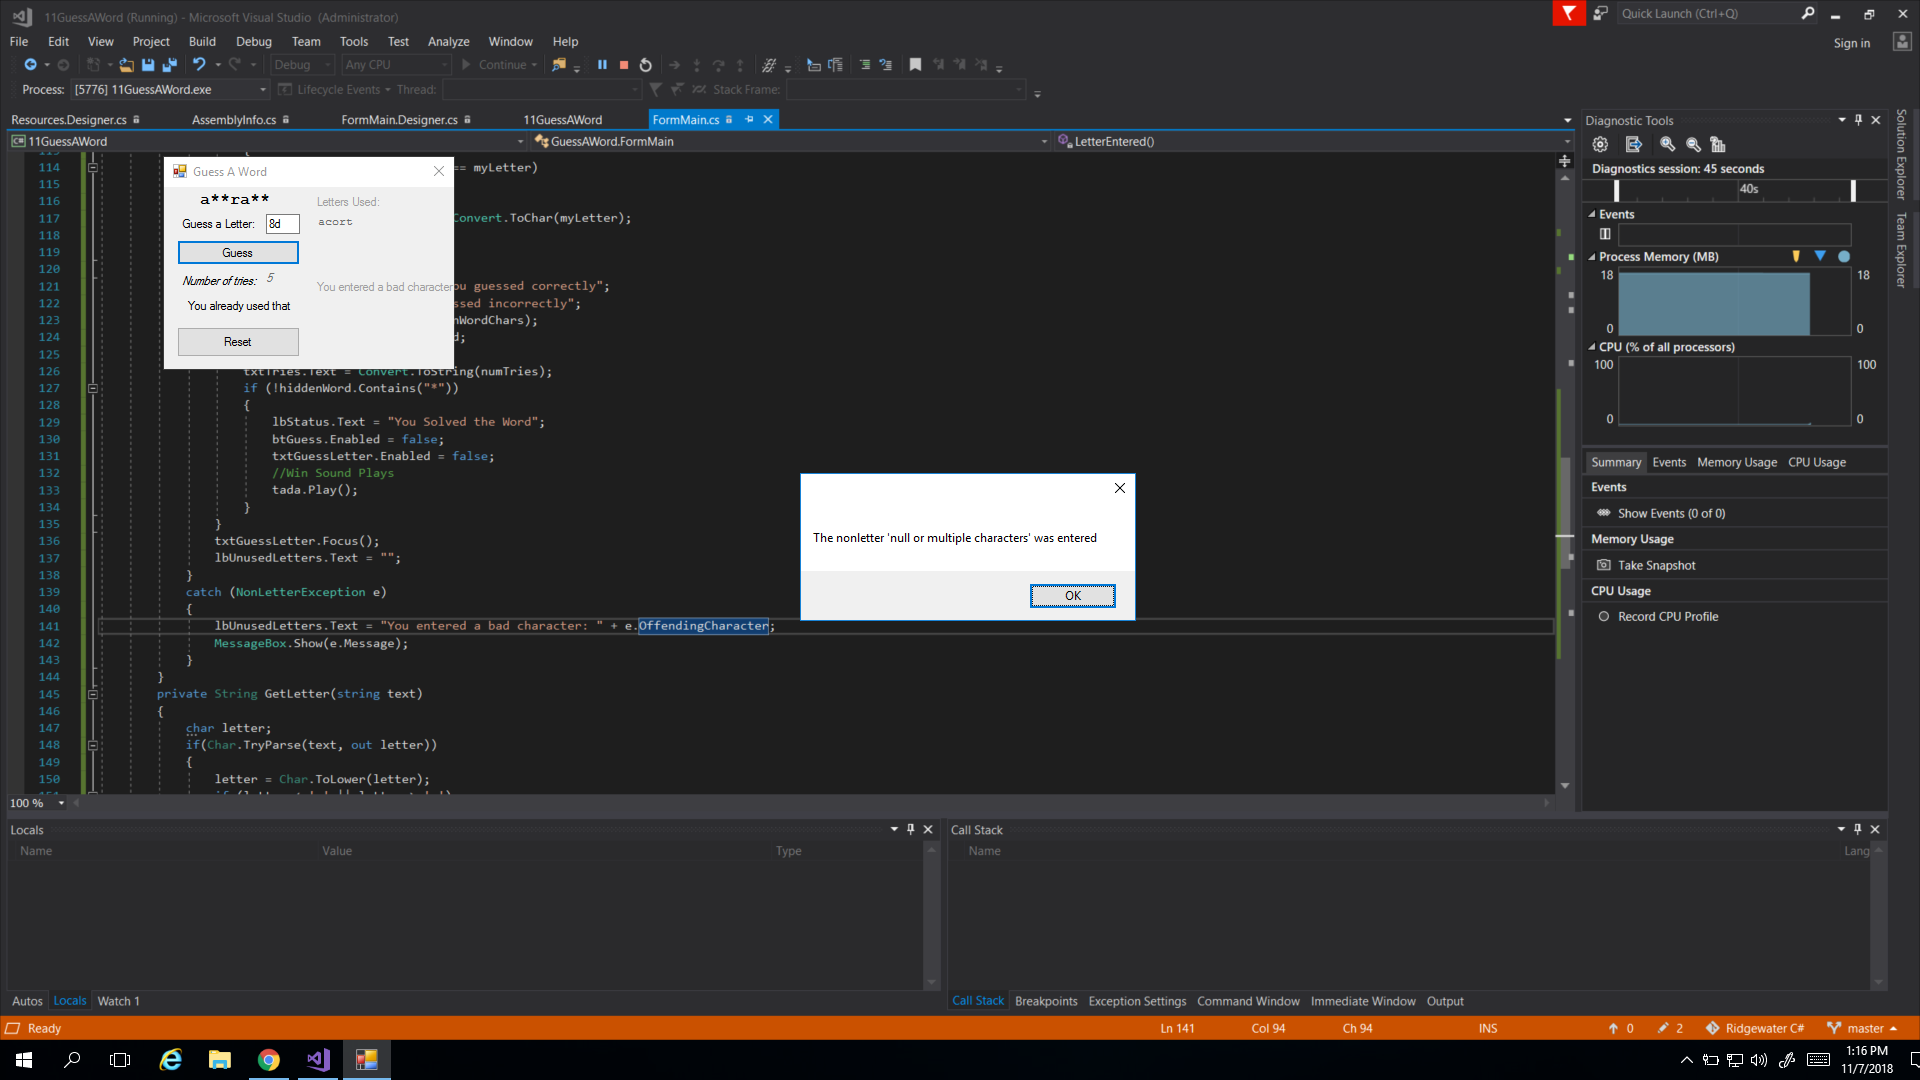 11GuessAWord (Running) - Microsoft Visual Studio (Administrator)
Quick Launch (Ctrl+Q)
File Edit View Project Build Debug Team Tools Test Analyze Window Help
Sign in
Debug Any CPU Continue
Process: [5776] 11GuessAWord.exe Lifecycle Events Thread: Stack Frame:
Resources.Designer.cs AssemblyInfo.cs FormMain.Designer.cs 11GuessAWord FormMain.cs
11GuessAWord GuessAWord.FormMain LetterEntered()
114 == myLetter)
115
116
117 Convert.ToChar(myLetter);
118
119
120
121 ou guessed correctly";
122 ssed incorrectly";
123 nWordChars);
124 d;
125
126 txtTries.Text = Convert.ToString(numTries);
127 if (!hiddenWord.Contains("*"))
128 {
129 lbStatus.Text = "You Solved the Word";
130 btGuess.Enabled = false;
131 txtGuessLetter.Enabled = false;
132 //Win Sound Plays
133 tada.Play();
134 }
135 }
136 txtGuessLetter.Focus();
137 lbUnusedLetters.Text = "";
138 }
139 catch (NonLetterException e)
140 {
141 lbUnusedLetters.Text = "You entered a bad character: " + e.OffendingCharacter;
142 MessageBox.Show(e.Message);
143 }
144 }
145 private String GetLetter(string text)
146 {
147 char letter;
148 if(Char.TryParse(text, out letter))
149 {
150 letter = Char.ToLower(letter);
100 %
Guess A Word
a**ra**
Letters Used:
Guess a Letter: 8d
acort
Guess
Number of tries: 5
You entered a bad character
You already used that
Reset
The nonletter 'null or multiple characters' was entered
OK
Diagnostic Tools
Diagnostics session: 45 seconds
40s
Events
Process Memory (MB)
18 18
0 0
CPU (% of all processors)
100 100
0 0
Summary Events Memory Usage CPU Usage
Events
Show Events (0 of 0)
Memory Usage
Take Snapshot
CPU Usage
Record CPU Profile
Solution Explorer
Team Explorer
Locals
Name Value Type
Autos Locals Watch 1
Call Stack
Name Lang
Call Stack Breakpoints Exception Settings Command Window Immediate Window Output
Ready Ln 141 Col 94 Ch 94 INS 0 2 Ridgewater C# master
1:16 PM
11/7/2018